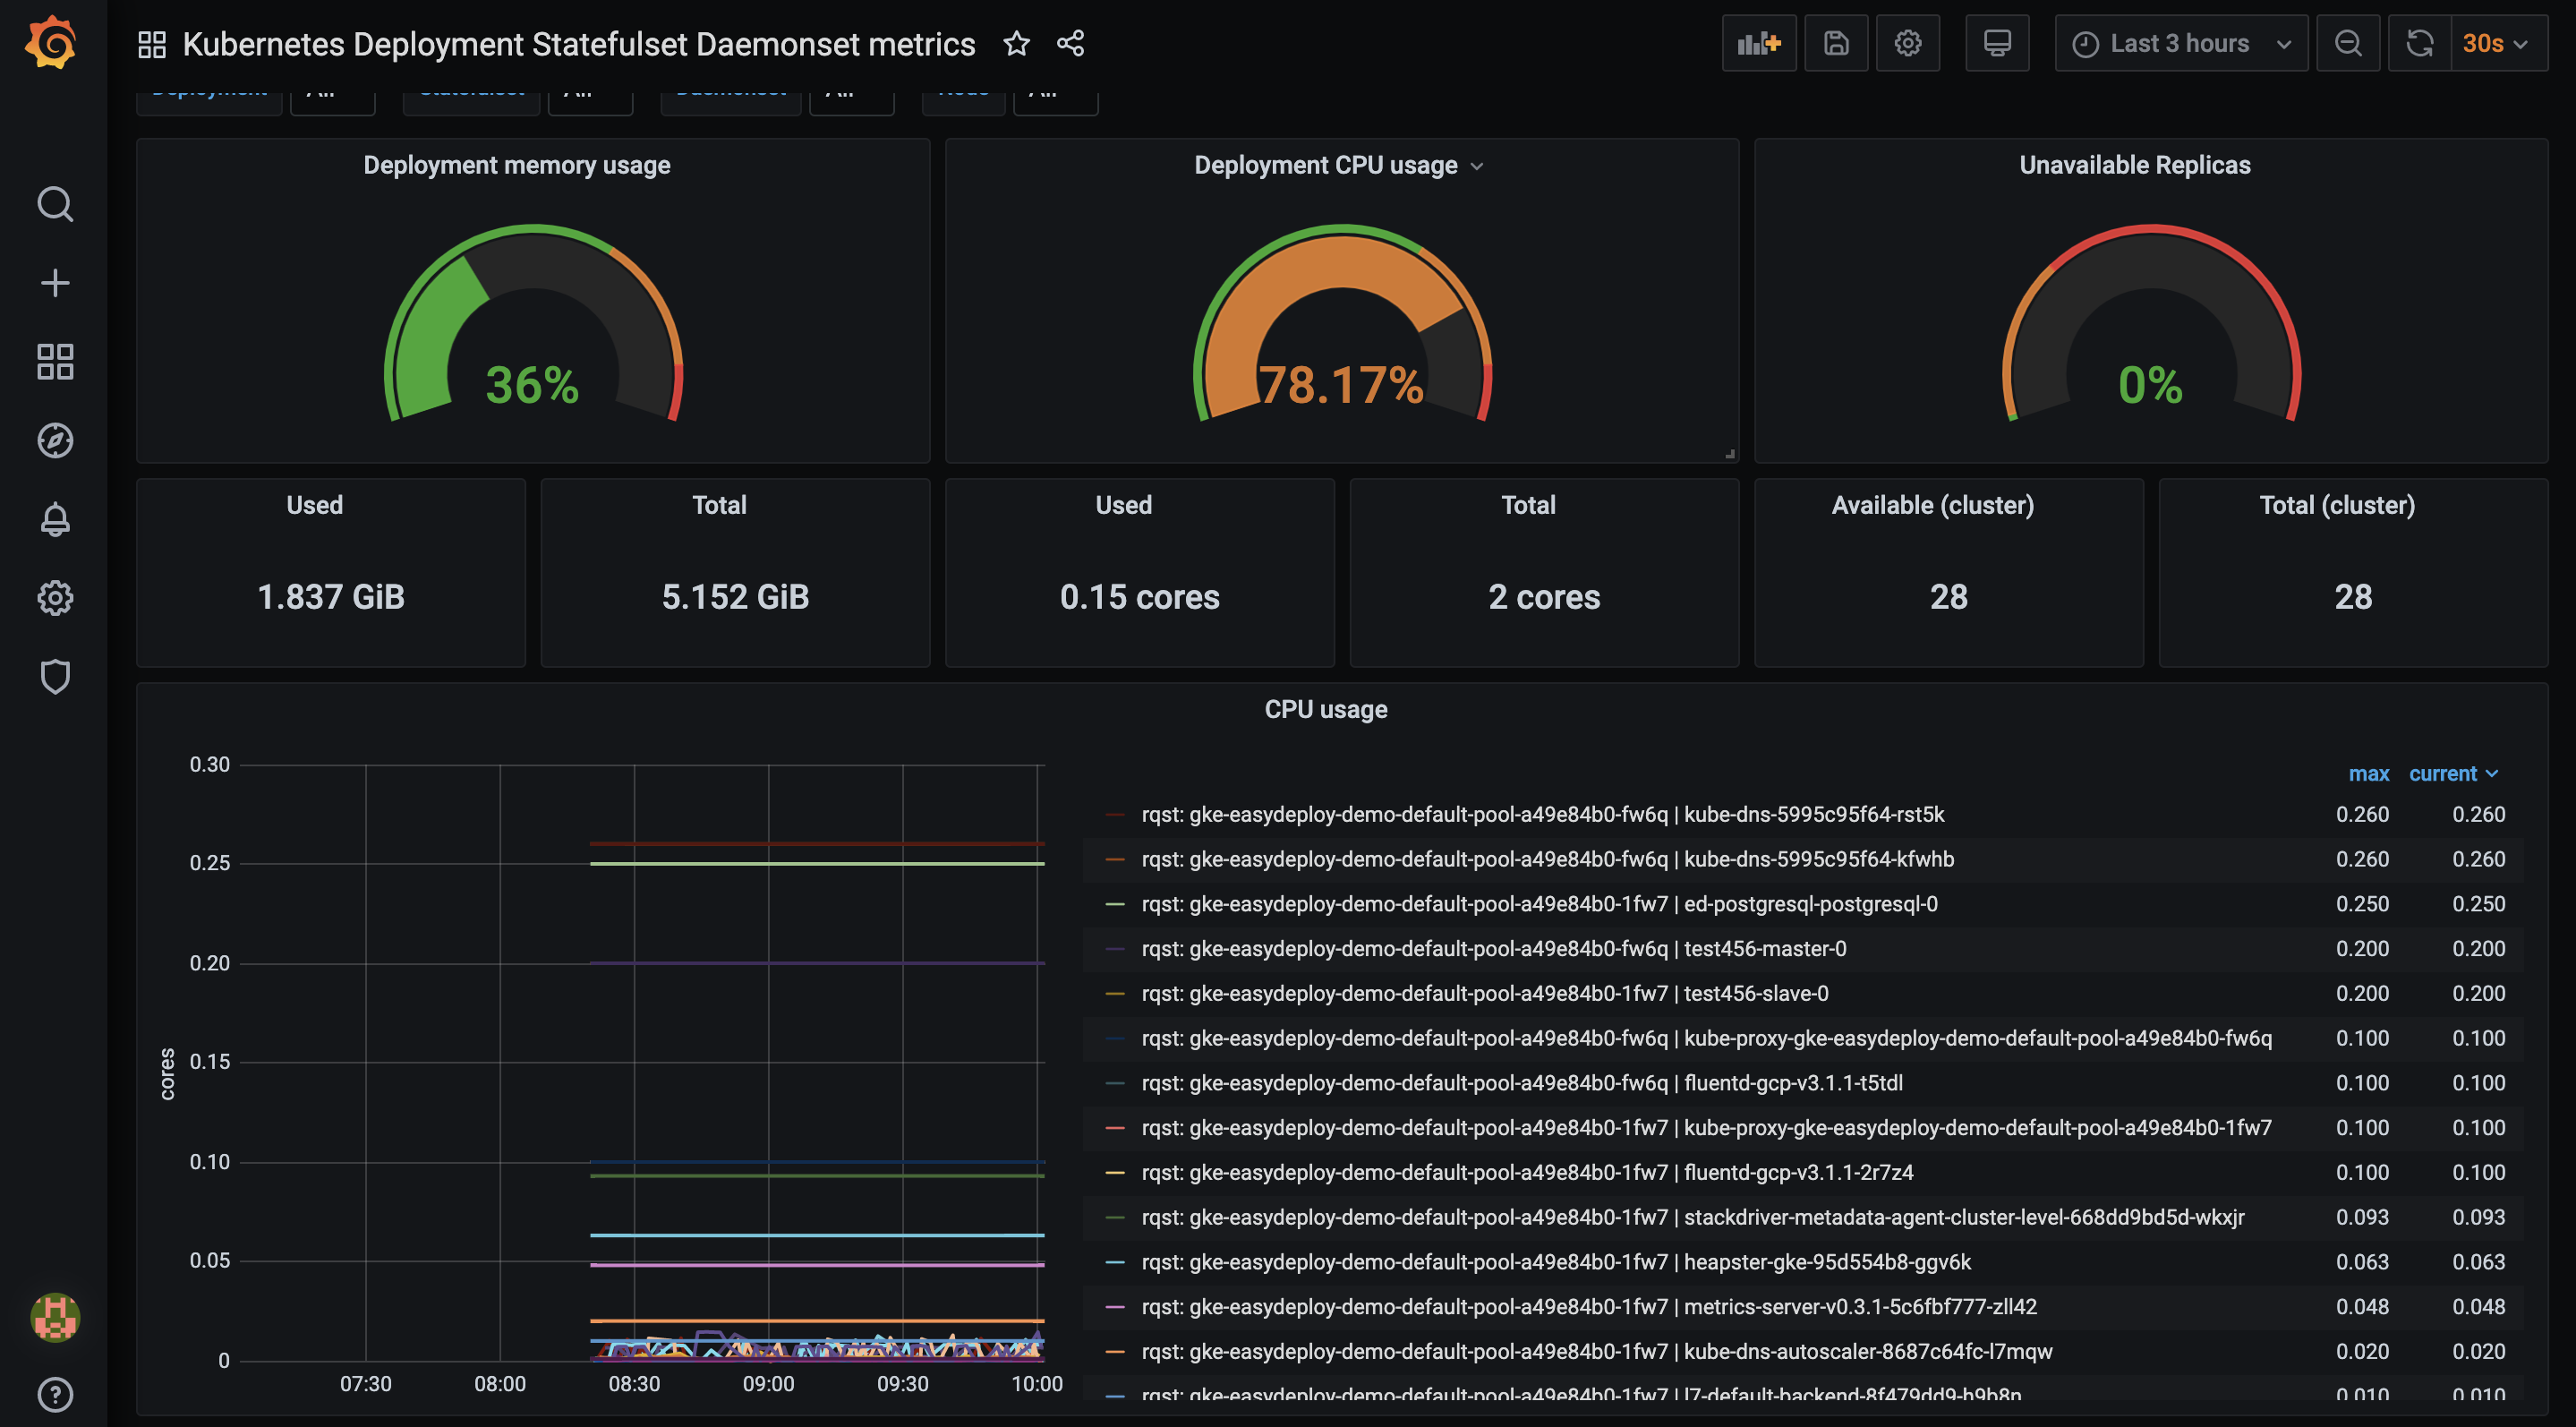 Kubernetes Deployment Statefulset Daemonset metrics
Last 3 hours
30s
Deployment All Statefulset All Daemonset All Node All
Deployment memory usage
36%
Deployment CPU usage
78.17%
Unavailable Replicas
0%
Used
1.837 GiB
Total
5.152 GiB
Used
0.15 cores
Total
2 cores
Available (cluster)
28
Total (cluster)
28
CPU usage
cores
0.30
0.25
0.20
0.15
0.10
0.05
0
07:30 08:00 08:30 09:00 09:30 10:00
max current
rqst: gke-easydeploy-demo-default-pool-a49e84b0-fw6q | kube-dns-5995c95f64-rst5k 0.260 0.260
rqst: gke-easydeploy-demo-default-pool-a49e84b0-fw6q | kube-dns-5995c95f64-kfwhb 0.260 0.260
rqst: gke-easydeploy-demo-default-pool-a49e84b0-1fw7 | ed-postgresql-postgresql-0 0.250 0.250
rqst: gke-easydeploy-demo-default-pool-a49e84b0-fw6q | test456-master-0 0.200 0.200
rqst: gke-easydeploy-demo-default-pool-a49e84b0-1fw7 | test456-slave-0 0.200 0.200
rqst: gke-easydeploy-demo-default-pool-a49e84b0-fw6q | kube-proxy-gke-easydeploy-demo-default-pool-a49e84b0-fw6q 0.100 0.100
rqst: gke-easydeploy-demo-default-pool-a49e84b0-fw6q | fluentd-gcp-v3.1.1-t5tdl 0.100 0.100
rqst: gke-easydeploy-demo-default-pool-a49e84b0-1fw7 | kube-proxy-gke-easydeploy-demo-default-pool-a49e84b0-1fw7 0.100 0.100
rqst: gke-easydeploy-demo-default-pool-a49e84b0-1fw7 | fluentd-gcp-v3.1.1-2r7z4 0.100 0.100
rqst: gke-easydeploy-demo-default-pool-a49e84b0-1fw7 | stackdriver-metadata-agent-cluster-level-668dd9bd5d-wkxjr 0.093 0.093
rqst: gke-easydeploy-demo-default-pool-a49e84b0-1fw7 | heapster-gke-95d554b8-ggv6k 0.063 0.063
rqst: gke-easydeploy-demo-default-pool-a49e84b0-1fw7 | metrics-server-v0.3.1-5c6fbf777-zll42 0.048 0.048
rqst: gke-easydeploy-demo-default-pool-a49e84b0-1fw7 | kube-dns-autoscaler-8687c64fc-l7mqw 0.020 0.020
rqst: gke-easydeploy-demo-default-pool-a49e84b0-1fw7 | l7-default-backend-8f479dd9-h9b8n 0.010 0.010